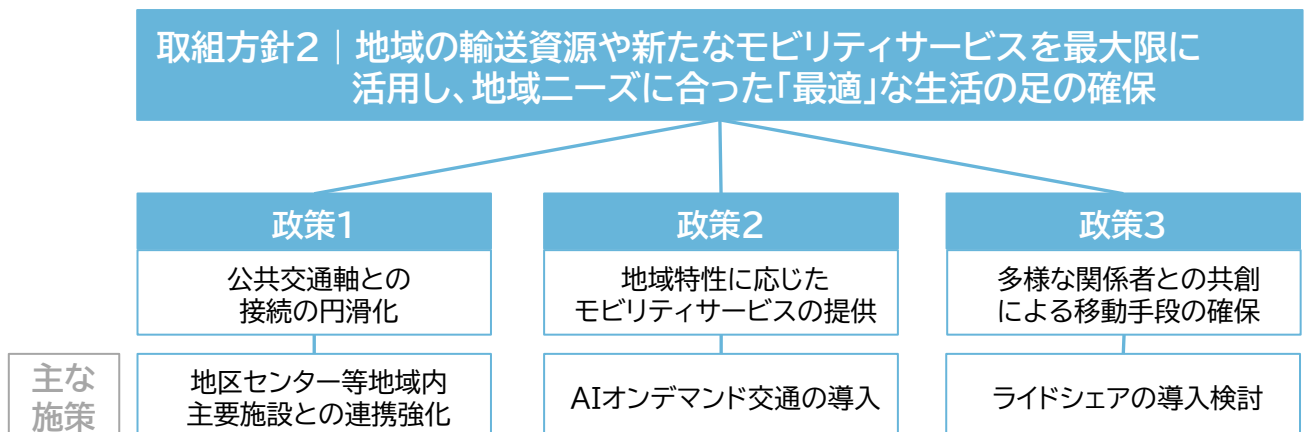 取組方針2｜地域の輸送資源や新たなモビリティサービスを最大限に
活用し、地域ニーズに合った「最適」な生活の足の確保
政策1
公共交通軸との
接続の円滑化
政策2
地域特性に応じた
モビリティサービスの提供
政策3
多様な関係者との共創
による移動手段の確保
主な
施策
地区センター等地域内
主要施設との連携強化
AIオンデマンド交通の導入
ライドシェアの導入検討